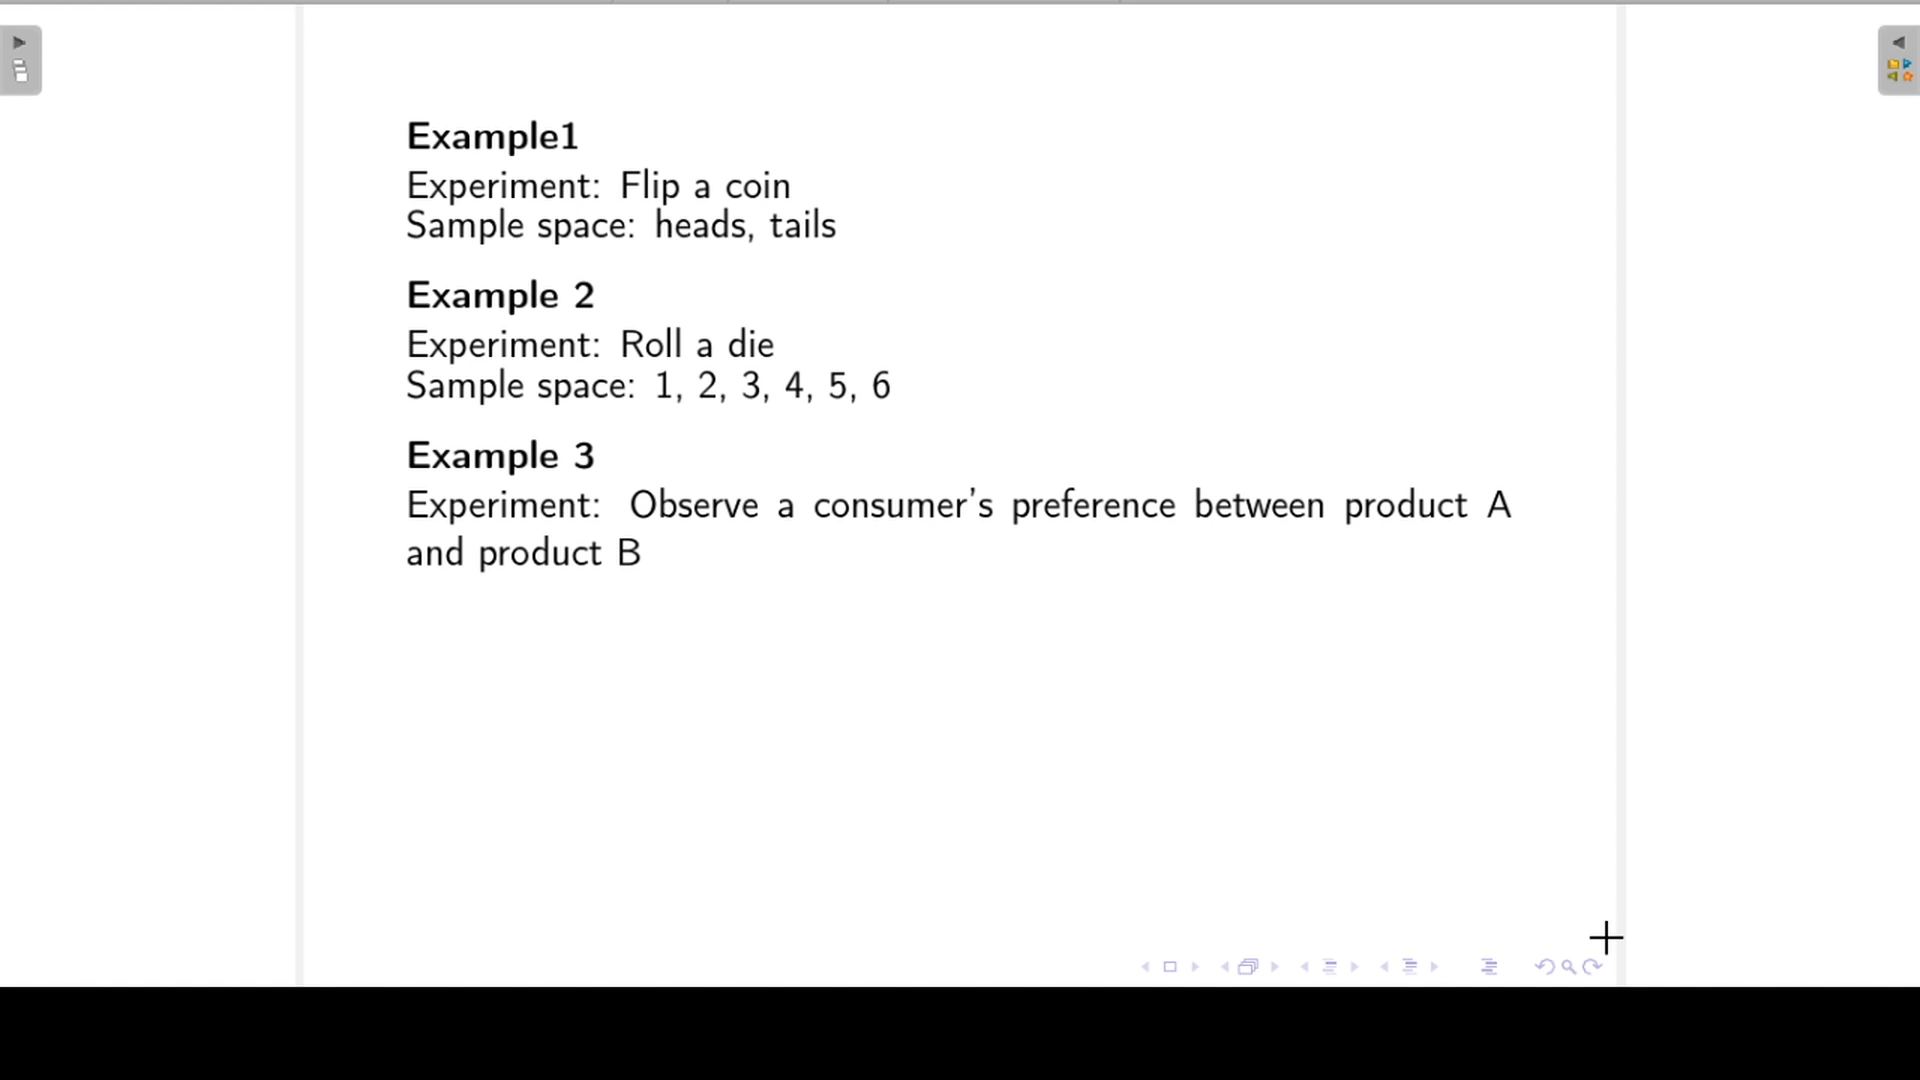 Example1
Experiment: Flip a coin
Sample space: heads, tails
Example 2
Experiment: Roll a die
Sample space: 1, 2, 3, 4, 5, 6
Example 3
Experiment: Observe a consumer's preference between product A
and product B